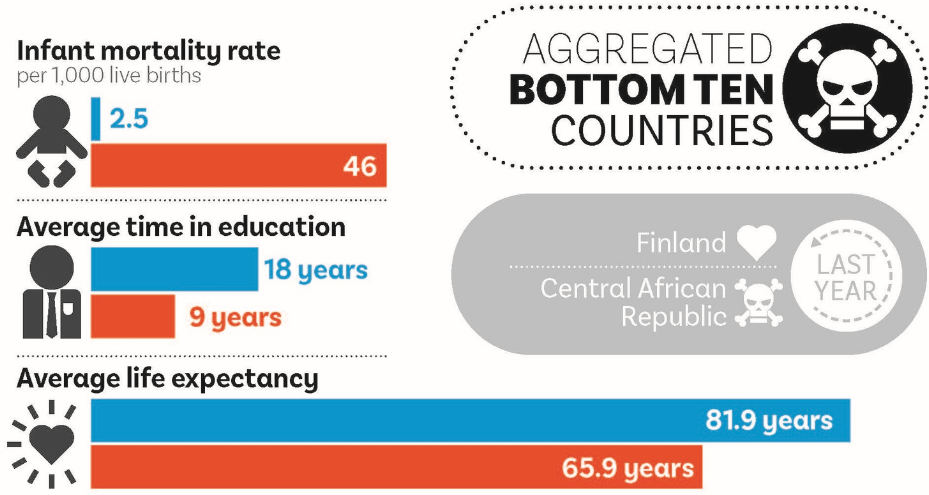 Infant mortality rate
per 1,000 live births
2.5
46
Average time in education
18 years
9 years
Average life expectancy
81.9 years
65.9 years
AGGREGATED
BOTTOM TEN
COUNTRIES
Finland
Central African
Republic
LAST
YEAR